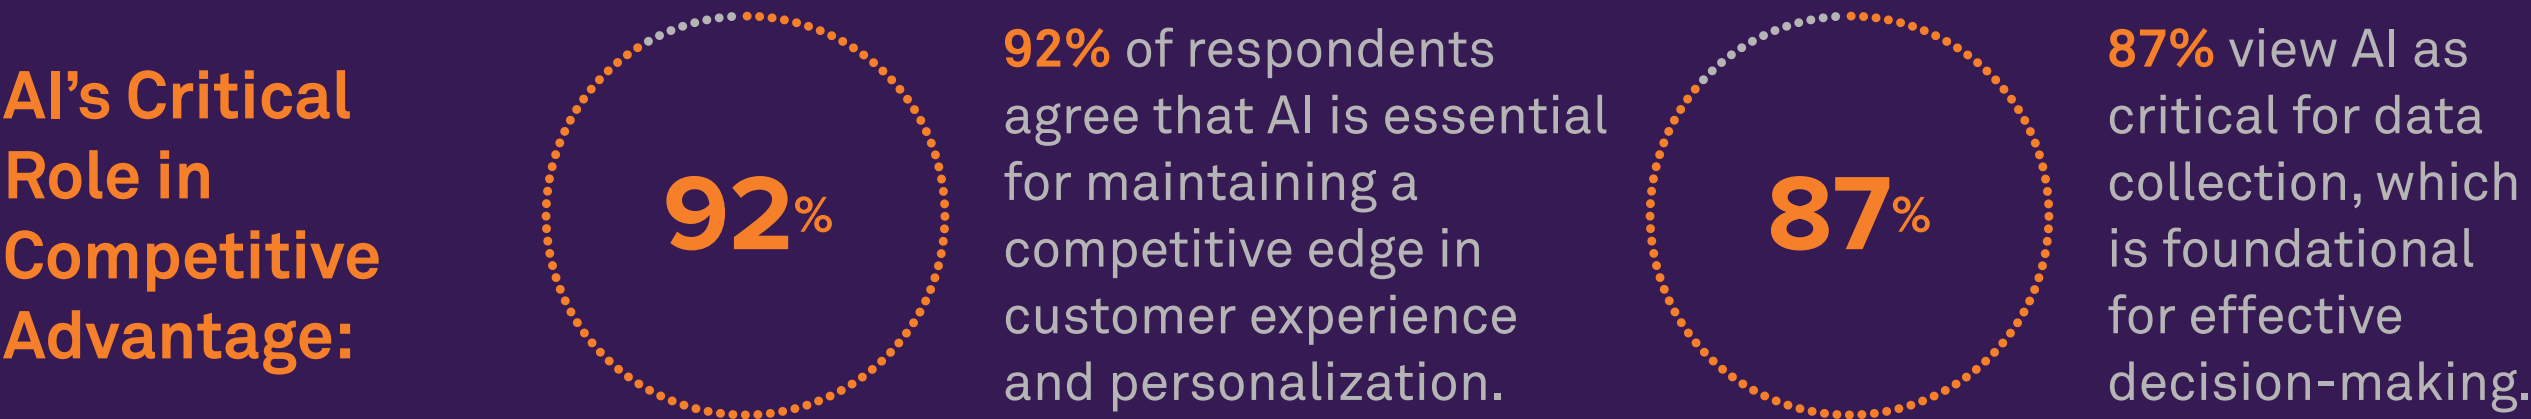 AI’s Critical
Role in
Competitive
Advantage:
92%
92% of respondents
agree that AI is essential
for maintaining a
competitive edge in
customer experience
and personalization.
87%
87% view AI as
critical for data
collection, which
is foundational
for effective
decision-making.